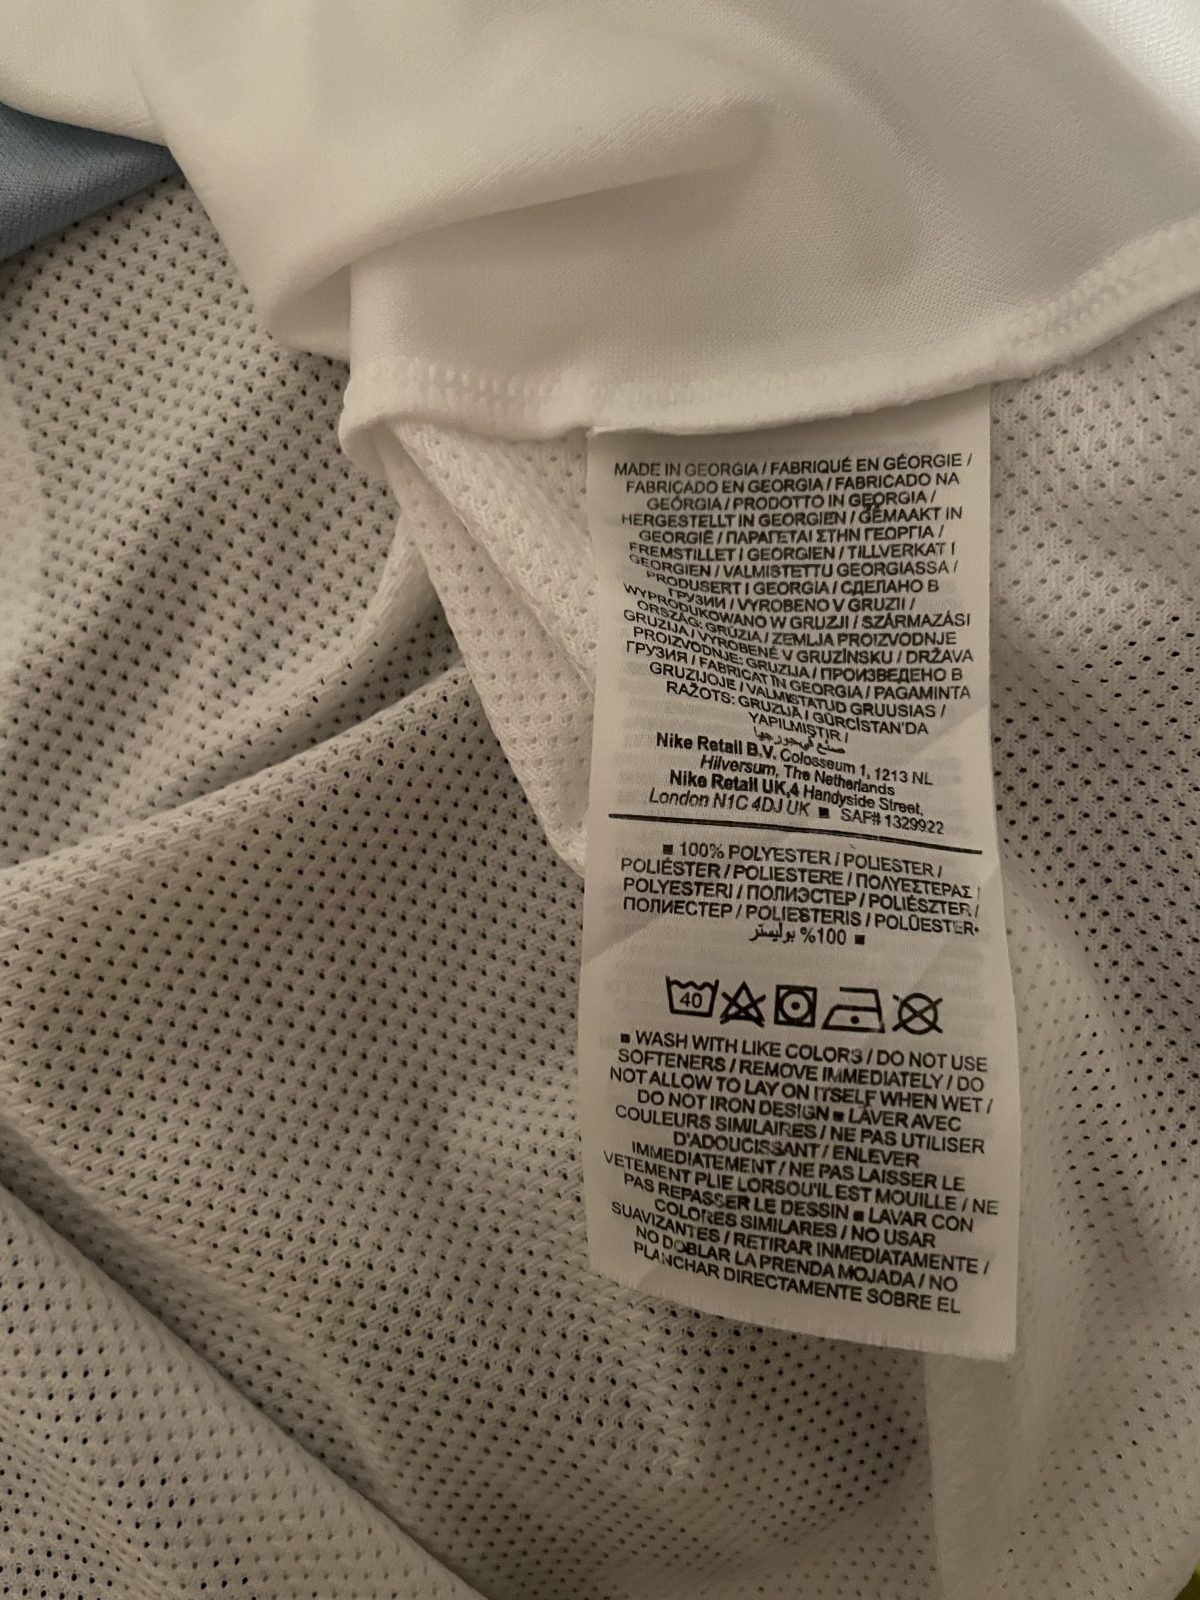 MADE IN GEORGIA / FABRIQUÉ EN GÉORGIE /
FABRICADO EN GEORGIA / FABRICADO NA
GEÓRGIA / PRODOTTO IN GEORGIA /
HERGESTELLT IN GEORGIEN / GEMAAKT IN
GEORGIË / ΠΑΡΑΓΕΤΑΙ ΣΤΗΝ ΓΕΩΡΓΙΑ /
FREMSTILLET I GEORGIEN / TILLVERKAT I
GEORGIEN / VALMISTETTU GEORGIASSA /
PRODUSERT I GEORGIA / СДЕЛАНО В
ГРУЗИИ / VYROBENO V GRUZII /
WYPRODUKOWANO W GRUZJI / SZÁRMAZÁSI
ORSZÁG: GRÚZIA / ZEMLJA PROIZVODNJE
GRUZIJA / VYROBENÉ V GRUZÍNSKU / DRŽAVA
PROIZVODNJE: GRUZIJA / ПРОИЗВЕДЕНО В
ГРУЗИЯ / FABRICAT ÎN GEORGIA / PAGAMINTA
GRUZIJOJE / VALMISTATUD GRUUSIAS /
RAŽOTS: GRUZIJĀ / GÜRCİSTAN'DA
YAPILMIŞTIR /
صنع في جورجيا
Nike Retail B.V. Colosseum 1, 1213 NL
Hilversum, The Netherlands
Nike Retail UK,4 Handyside Street,
London N1C 4DJ UK ■ SAF# 1329922
■ 100% POLYESTER / POLIESTER /
POLIÉSTER / POLIESTERE / ΠΟΛΥΕΣΤΕΡΑΣ /
POLYESTERI / ПОЛИЭСТЕР / POLIÉSZTER /
ПОЛИЕСТЕР / POLIESTERIS / POLÜESTER
100% بوليستر ■
40
■ WASH WITH LIKE COLORS / DO NOT USE
SOFTENERS / REMOVE IMMEDIATELY / DO
NOT ALLOW TO LAY ON ITSELF WHEN WET /
DO NOT IRON DESIGN ■ LAVER AVEC
COULEURS SIMILAIRES / NE PAS UTILISER
D'ADOUCISSANT / ENLEVER
IMMEDIATEMENT / NE PAS LAISSER LE
VETEMENT PLIE LORSQU'IL EST MOUILLE / NE
PAS REPASSER LE DESSIN ■ LAVAR CON
COLORES SIMILARES / NO USAR
SUAVIZANTES / RETIRAR INMEDIATAMENTE /
NO DOBLAR LA PRENDA MOJADA / NO
PLANCHAR DIRECTAMENTE SOBRE EL